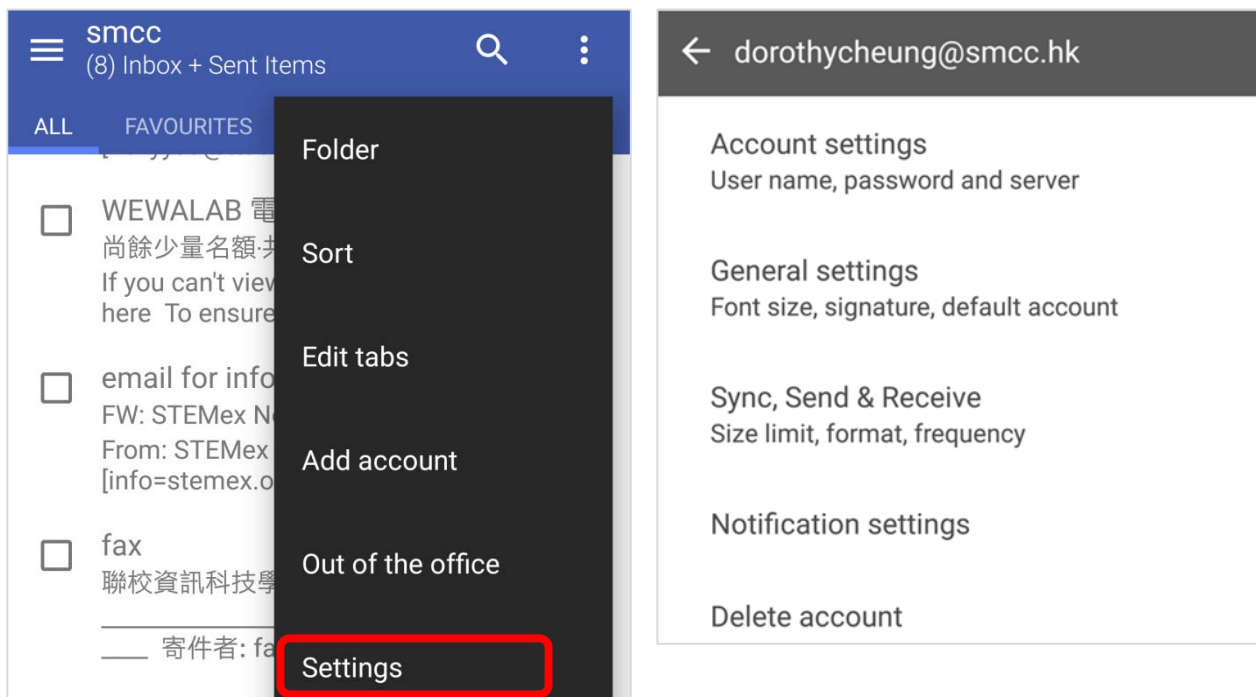 smcc
(8) Inbox + Sent Items
ALL FAVOURITES
WEWALAB 電
尚餘少量名額·共
If you can't view
here To ensure
email for info
FW: STEMex N
From: STEMex
[info=stemex.o
fax
聯校資訊科技學
____ 寄件者: fa
Folder
Sort
Edit tabs
Add account
Out of the office
Settings
dorothycheung@smcc.hk
Account settings
User name, password and server
General settings
Font size, signature, default account
Sync, Send & Receive
Size limit, format, frequency
Notification settings
Delete account